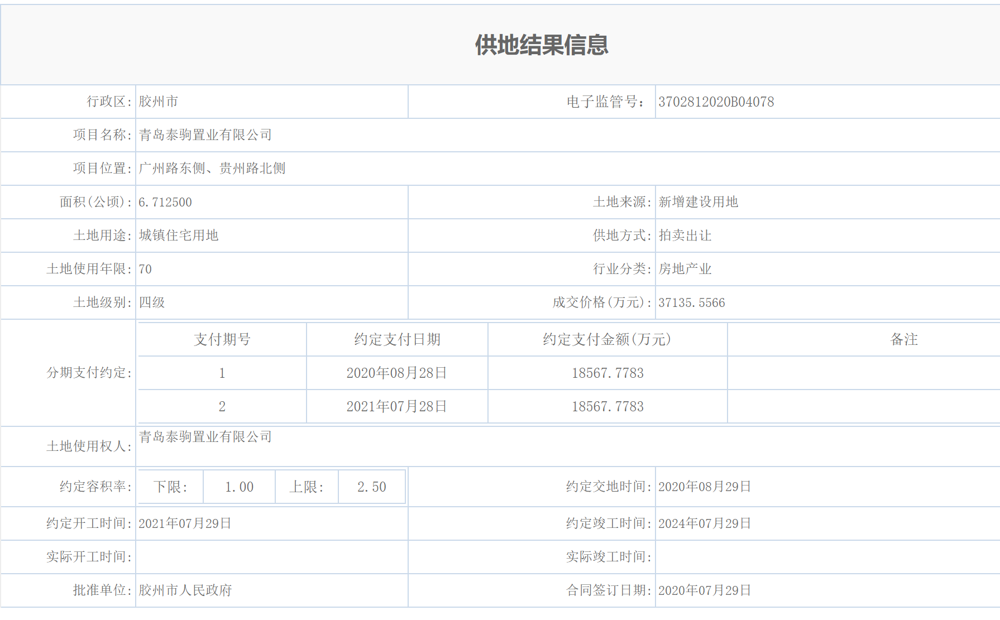 供地结果信息
行政区: 胶州市 电子监管号: 3702812020B04078
项目名称: 青岛泰驹置业有限公司
项目位置: 广州路东侧、贵州路北侧
面积(公顷): 6.712500 土地来源: 新增建设用地
土地用途: 城镇住宅用地 供地方式: 拍卖出让
土地使用年限: 70 行业分类: 房地产业
土地级别: 四级 成交价格(万元): 37135.5566
支付期号 约定支付日期 约定支付金额(万元) 备注
分期支付约定: 1 2020年08月28日 18567.7783
2 2021年07月28日 18567.7783
土地使用权人: 青岛泰驹置业有限公司
约定容积率: 下限: 1.00 上限: 2.50 约定交地时间: 2020年08月29日
约定开工时间: 2021年07月29日 约定竣工时间: 2024年07月29日
实际开工时间: 实际竣工时间:
批准单位: 胶州市人民政府 合同签订日期: 2020年07月29日